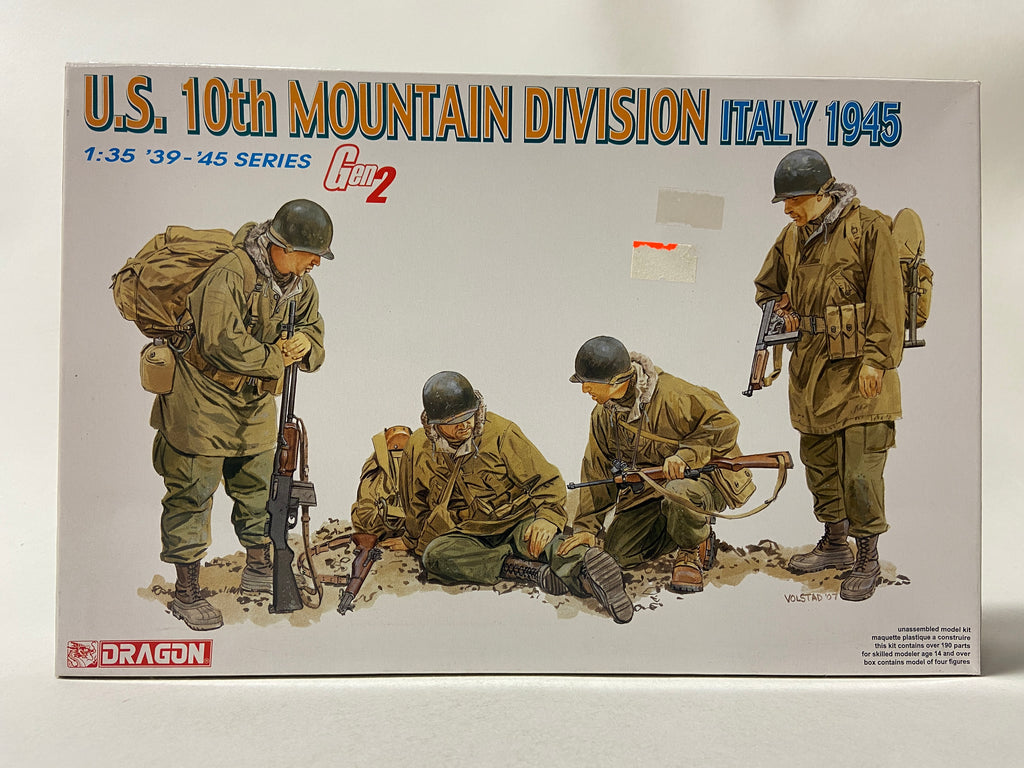 U.S. 10th MOUNTAIN DIVISION ITALY 1945
1:35 '39-'45 SERIES Gen2
VOLSTAD '07
DRAGON
unassembled model kit
maquette plastique a construire
this kit contains over 190 parts
for skilled modeler age 14 and over
box contains model of four figures